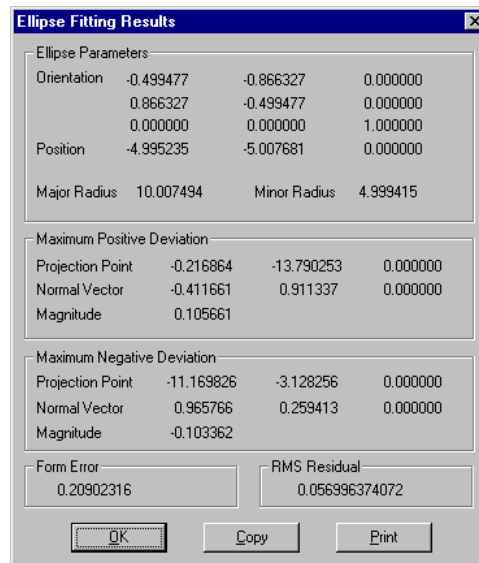 Ellipse Fitting Results
Ellipse Parameters
Orientation -0.499477 -0.866327 0.000000
0.866327 -0.499477 0.000000
0.000000 0.000000 1.000000
Position -4.995235 -5.007681 0.000000
Major Radius 10.007494 Minor Radius 4.999415
Maximum Positive Deviation
Projection Point -0.216864 -13.790253 0.000000
Normal Vector -0.411661 0.911337 0.000000
Magnitude 0.105661
Maximum Negative Deviation
Projection Point -11.169826 -3.128256 0.000000
Normal Vector 0.965766 0.259413 0.000000
Magnitude -0.103362
Form Error RMS Residual
0.20902316 0.056996374072
OK Copy Print